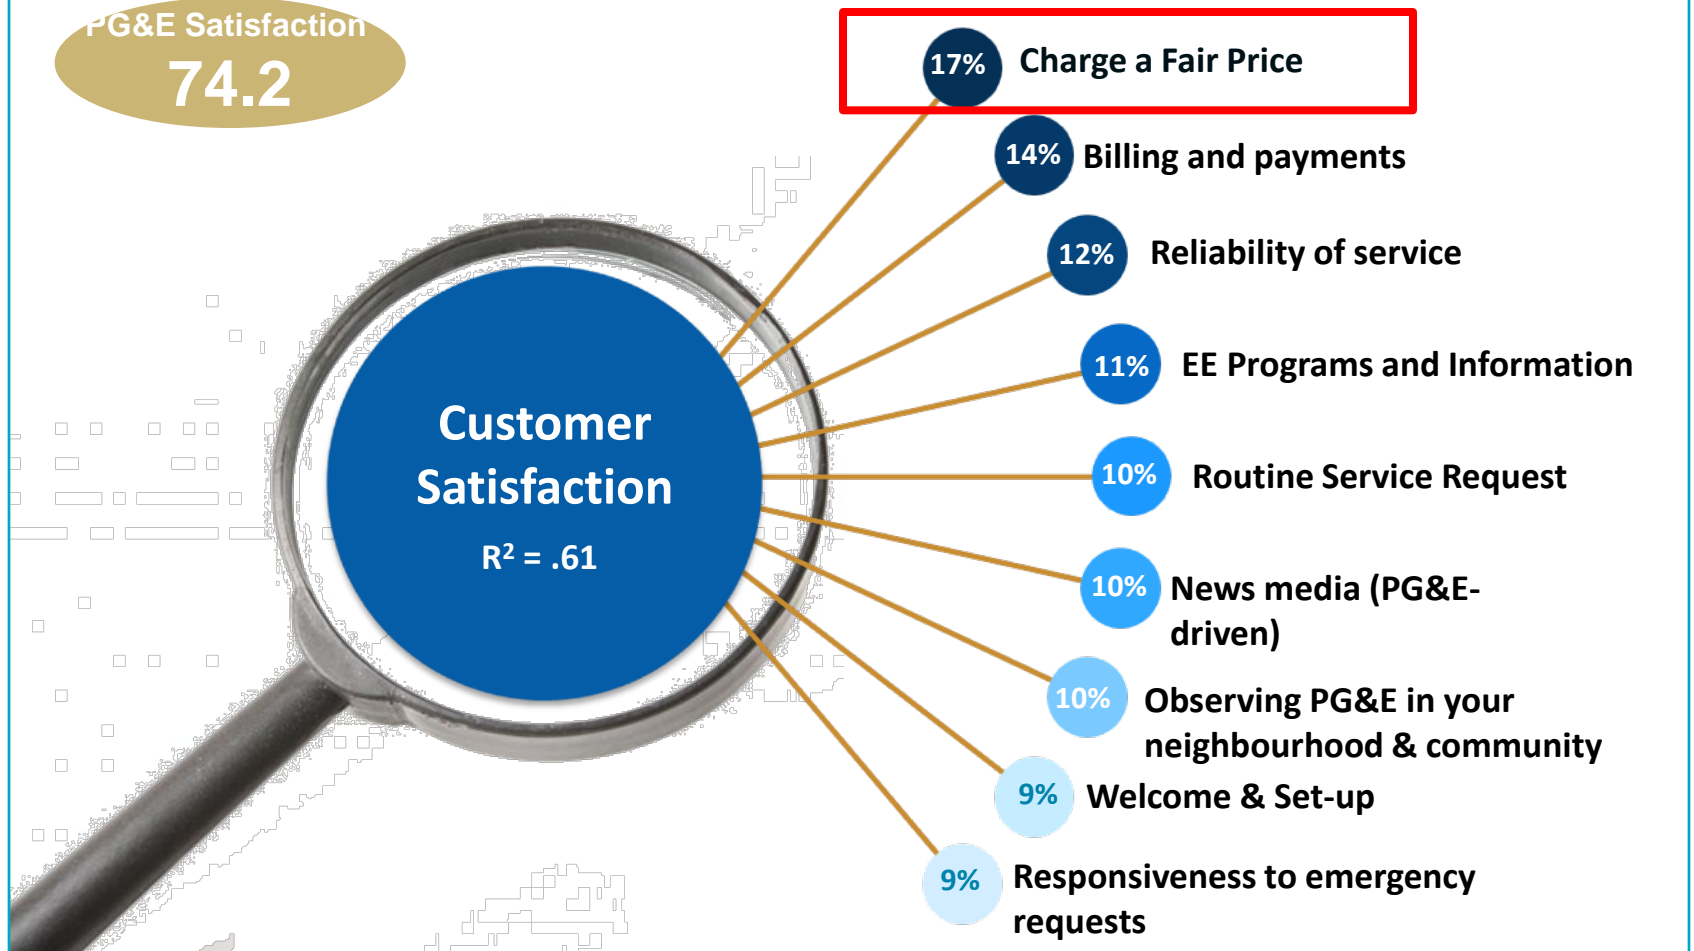 PG&E Satisfaction
74.2
17% Charge a Fair Price
14% Billing and payments
12% Reliability of service
11% EE Programs and Information
Customer
Satisfaction
R² = .61
10% Routine Service Request
10% News media (PG&E-
driven)
10% Observing PG&E in your
neighbourhood & community
9% Welcome & Set-up
9% Responsiveness to emergency
requests